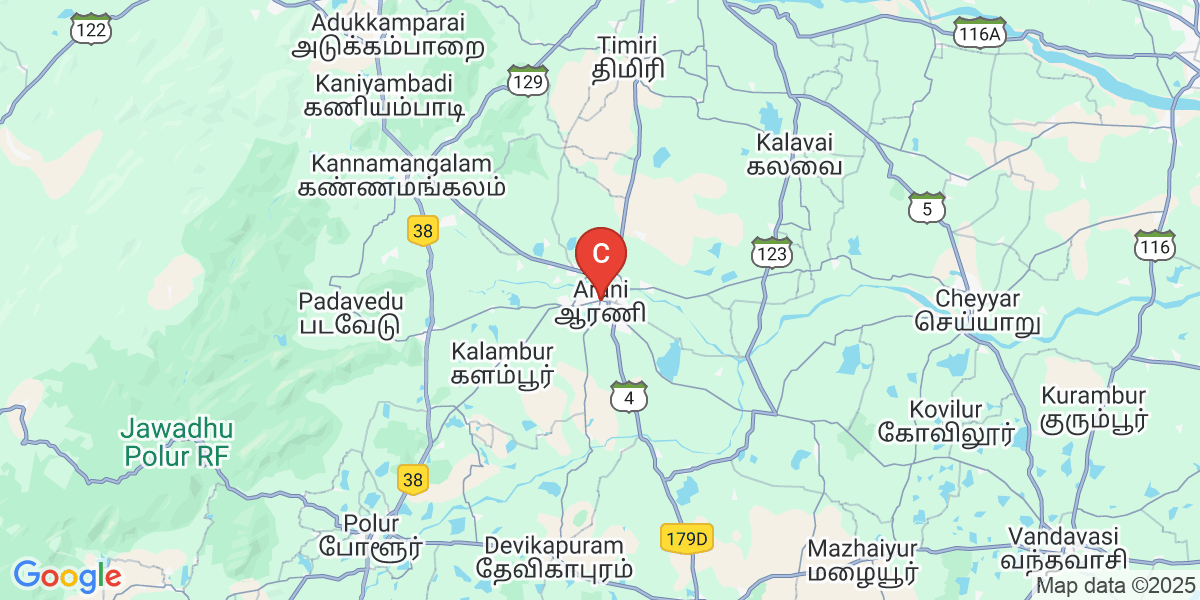 122
Adukkamparai
அடுக்கம்பாறை
Timiri
திமிரி
116A
Kaniyambadi
கணியம்பாடி
129
Kalavai
கலவை
Kannamangalam
கண்ணமங்கலம்
5
38
C
123
116
Arani
ஆரணி
Padavedu
படவேடு
Cheyyar
செய்யாறு
Kalambur
களம்பூர்
4
Kurambur
குரும்பூர்
Kovilur
கோவிலூர்
Jawadhu
Polur RF
38
Polur
போளூர்
Devikapuram
தேவிகாபுரம்
179D
Mazhaiyur
மழையூர்
Vandavasi
வந்தவாசி
Google
Map data ©2025